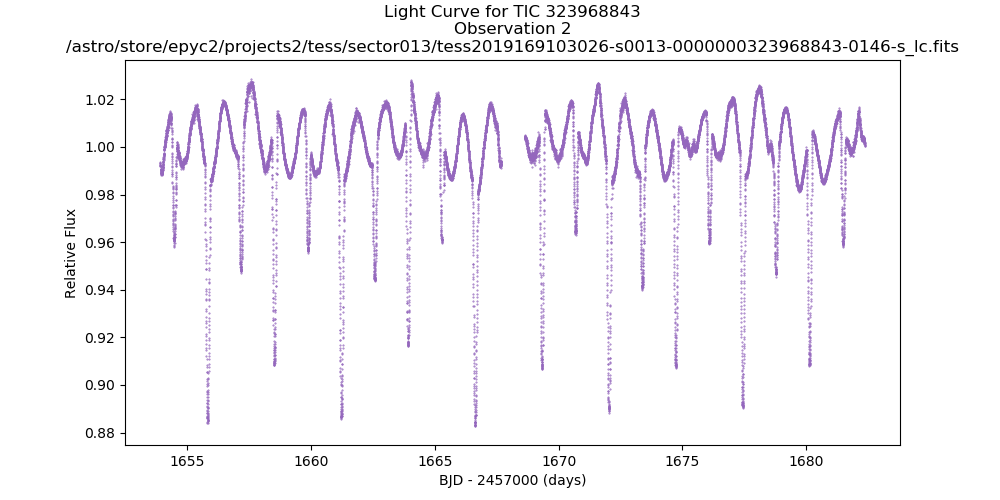 Light Curve for TIC 323968843
Observation 2
/astro/store/epyc2/projects2/tess/sector013/tess2019169103026-s0013-0000000323968843-0146-s_lc.fits
1.02
1.00
0.98
0.96
0.94
0.92
0.90
0.88
Relative Flux
1655
1660
1665
1670
1675
1680
BJD - 2457000 (days)